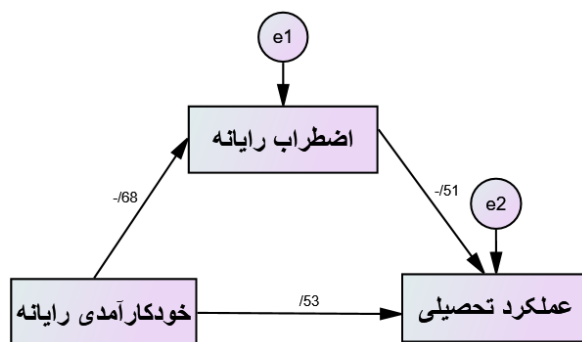 e1
اضطراب رایانه
-/68
-/51
e2
خودکارآمدی رایانه
/53
عملکرد تحصیلی